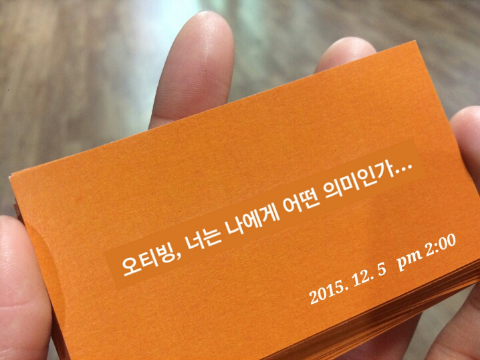 오티빙, 너는 나에게 어떤 의미인가...
2015. 12. 5 pm 2:00